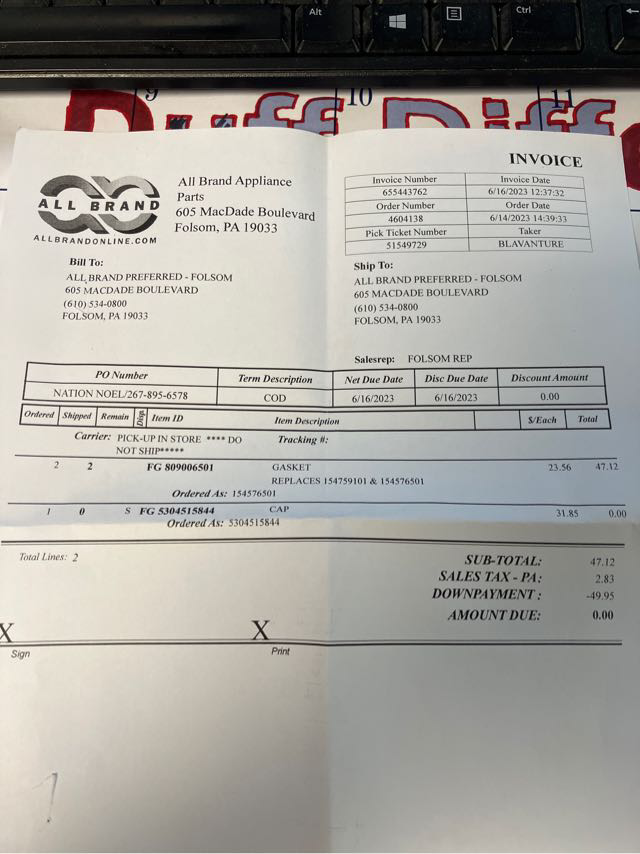 Alt
Ctrl
9
10
11
Duff Diff
INVOICE
ALL BRAND
ALLBRANDONLINE.COM
All Brand Appliance
Parts
605 MacDade Boulevard
Folsom, PA 19033
Invoice Number Invoice Date
655443762 6/16/2023 12:37:32
Order Number Order Date
4604138 6/14/2023 14:39:33
Pick Ticket Number Taker
51549729 BLAVANTURE
Bill To:
ALL BRAND PREFERRED - FOLSOM
605 MACDADE BOULEVARD
(610) 534-0800
FOLSOM, PA 19033
Ship To:
ALL BRAND PREFERRED - FOLSOM
605 MACDADE BOULEVARD
(610) 534-0800
FOLSOM, PA 19033
Salesrep: FOLSOM REP
PO Number Term Description Net Due Date Disc Due Date Discount Amount
NATION NOEL/267-895-6578 COD 6/16/2023 6/16/2023 0.00
Ordered Shipped Remain Disp. Item ID Item Description $/Each Total
Carrier: PICK-UP IN STORE **** DO Tracking #:
NOT SHIP*****
2 2 FG 809006501 GASKET 23.56 47.12
REPLACES 154759101 & 154576501
Ordered As: 154576501
1 0 S FG 5304515844 CAP 31.85 0.00
Ordered As: 5304515844
Total Lines: 2
SUB-TOTAL: 47.12
SALES TAX - PA: 2.83
DOWNPAYMENT : -49.95
AMOUNT DUE: 0.00
X X
Sign Print